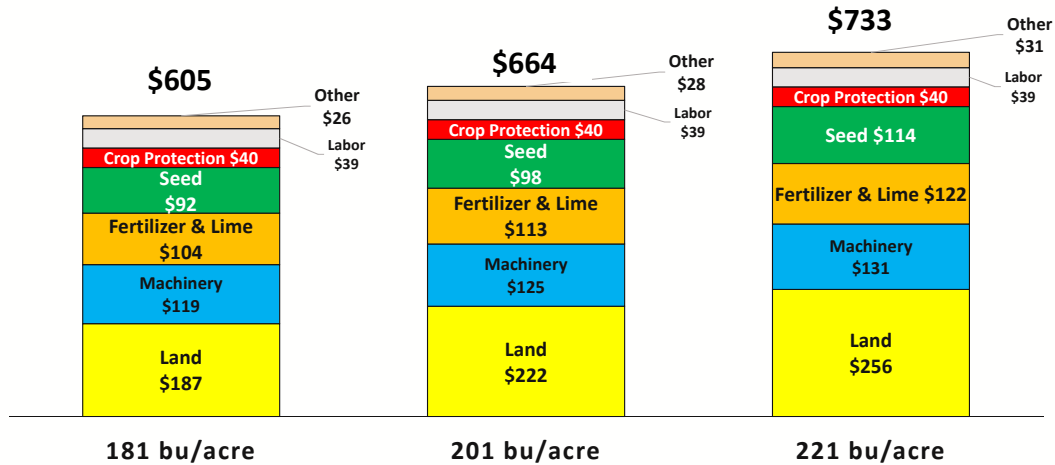 $605
Other
$26
Labor
$39
Crop Protection $40
Seed
$92
Fertilizer & Lime
$104
Machinery
$119
Land
$187
181 bu/acre
$664
Other
$28
Labor
$39
Crop Protection $40
Seed
$98
Fertilizer & Lime
$113
Machinery
$125
Land
$222
201 bu/acre
$733
Other
$31
Labor
$39
Crop Protection $40
Seed $114
Fertilizer & Lime $122
Machinery
$131
Land
$256
221 bu/acre